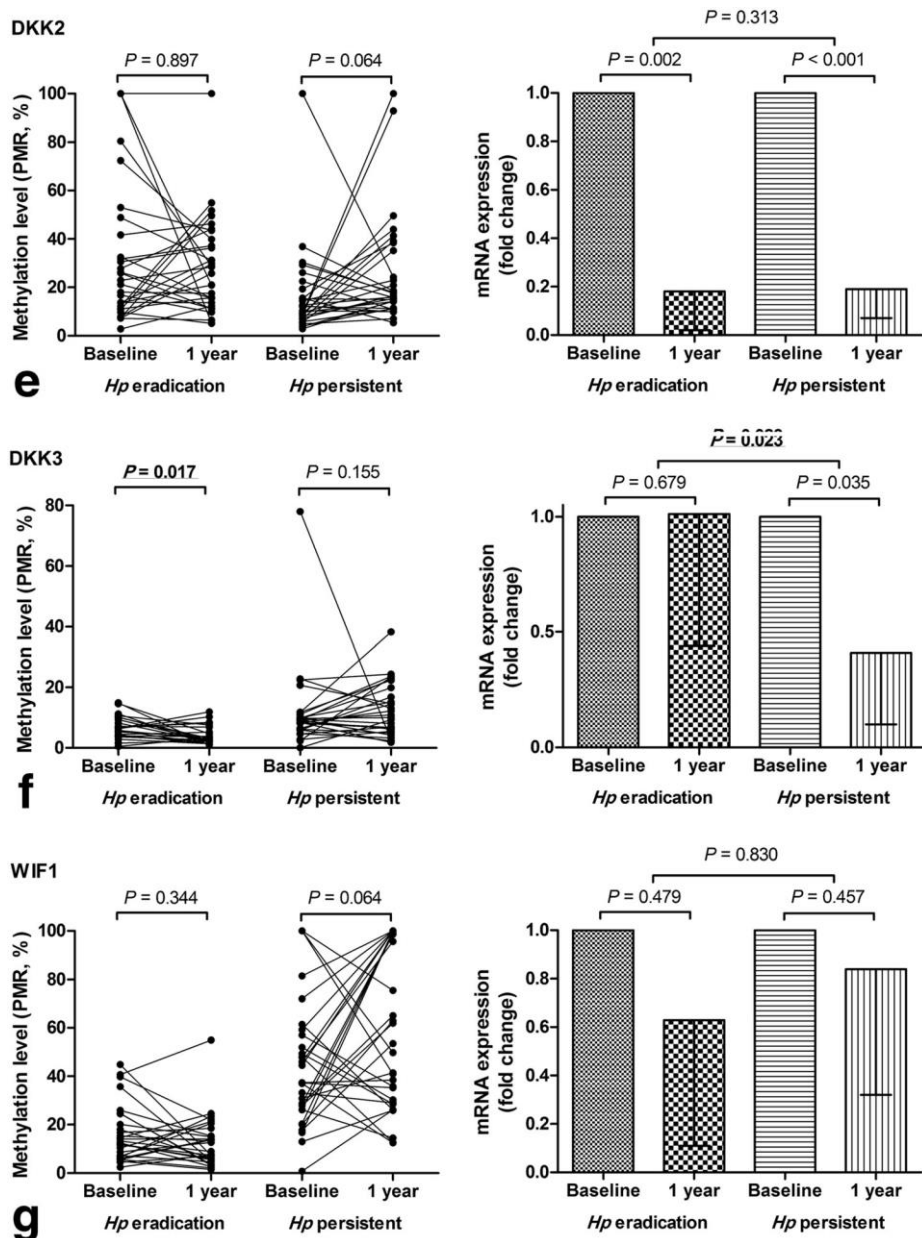 DKK2
P = 0.897
P = 0.064
Methylation level (PMR, %)
100
80
60
40
20
0
Baseline 1 year Baseline 1 year
Hp eradication Hp persistent
P = 0.313
P = 0.002
P < 0.001
mRNA expression
(fold change)
1.0
0.8
0.6
0.4
0.2
0.0
Baseline 1 year Baseline 1 year
Hp eradication Hp persistent
e
DKK3
P = 0.017
P = 0.155
Methylation level (PMR, %)
80
60
40
20
0
Baseline 1 year Baseline 1 year
Hp eradication Hp persistent
P = 0.023
P = 0.679
P = 0.035
mRNA expression
(fold change)
1.0
0.5
0.0
Baseline 1 year Baseline 1 year
Hp eradication Hp persistent
f
WIF1
P = 0.344
P = 0.064
Methylation level (PMR, %)
100
80
60
40
20
0
Baseline 1 year Baseline 1 year
Hp eradication Hp persistent
P = 0.830
P = 0.479
P = 0.457
mRNA expression
(fold change)
1.0
0.8
0.6
0.4
0.2
0.0
Baseline 1 year Baseline 1 year
Hp eradication Hp persistent
g